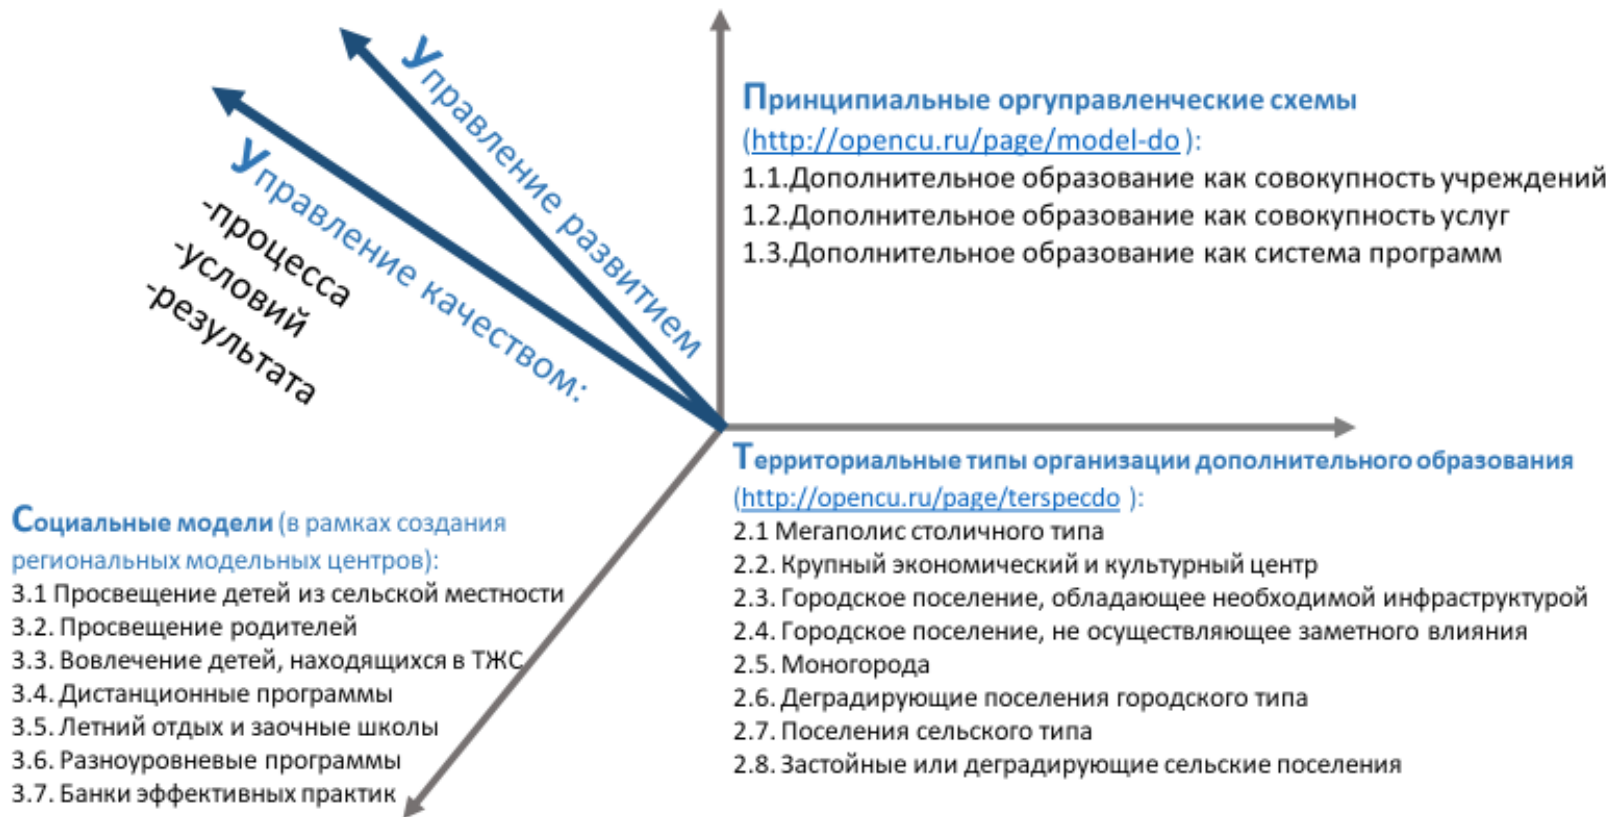 Управление развитием
Управление качеством:
-процесса
-условий
-результата
Принципиальные оргуправленческие схемы
(http://opencu.ru/page/model-do ):
1.1.Дополнительное образование как совокупность учреждений
1.2.Дополнительное образование как совокупность услуг
1.3.Дополнительное образование как система программ
Территориальные типы организации дополнительного образования
(http://opencu.ru/page/terspecdo ):
2.1 Мегаполис столичного типа
2.2. Крупный экономический и культурный центр
2.3. Городское поселение, обладающее необходимой инфраструктурой
2.4. Городское поселение, не осуществляющее заметного влияния
2.5. Моногорода
2.6. Деградирующие поселения городского типа
2.7. Поселения сельского типа
2.8. Застойные или деградирующие сельские поселения
Социальные модели (в рамках создания
региональных модельных центров):
3.1 Просвещение детей из сельской местности
3.2. Просвещение родителей
3.3. Вовлечение детей, находящихся в ТЖС
3.4. Дистанционные программы
3.5. Летний отдых и заочные школы
3.6. Разноуровневые программы
3.7. Банки эффективных практик